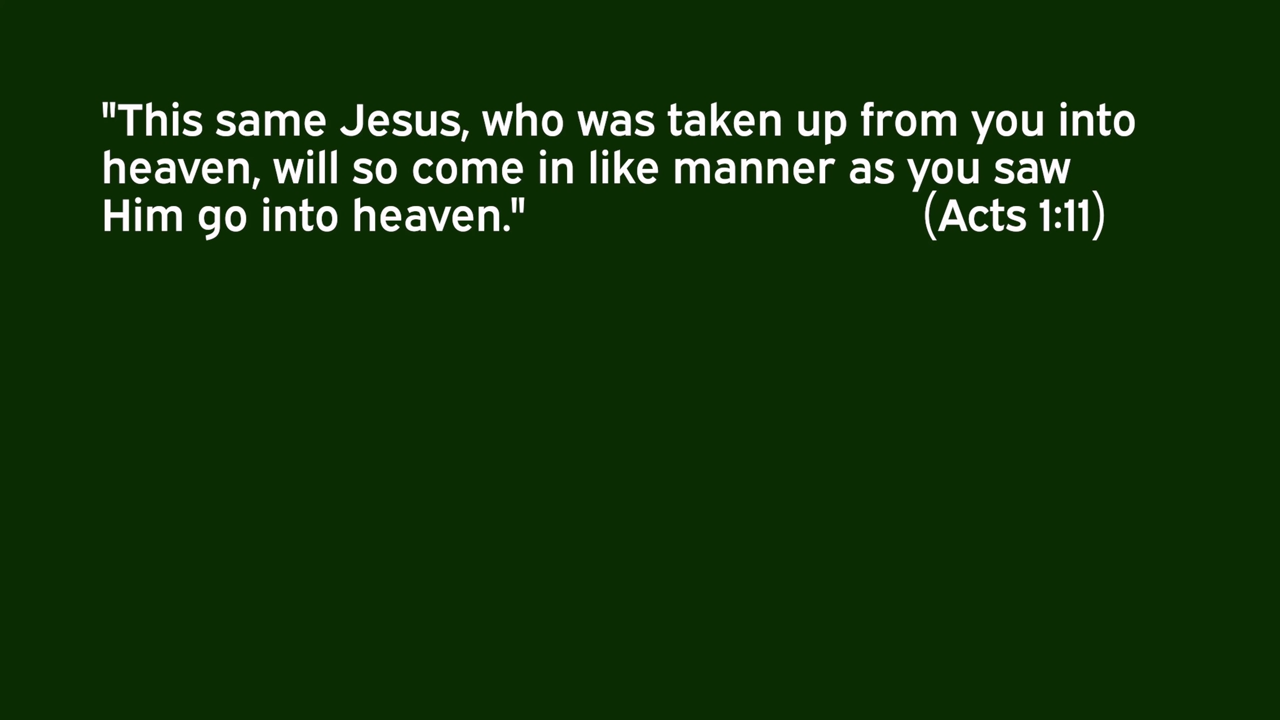 "This same Jesus, who was taken up from you into
heaven, will so come in like manner as you saw
Him go into heaven." (Acts 1:11)